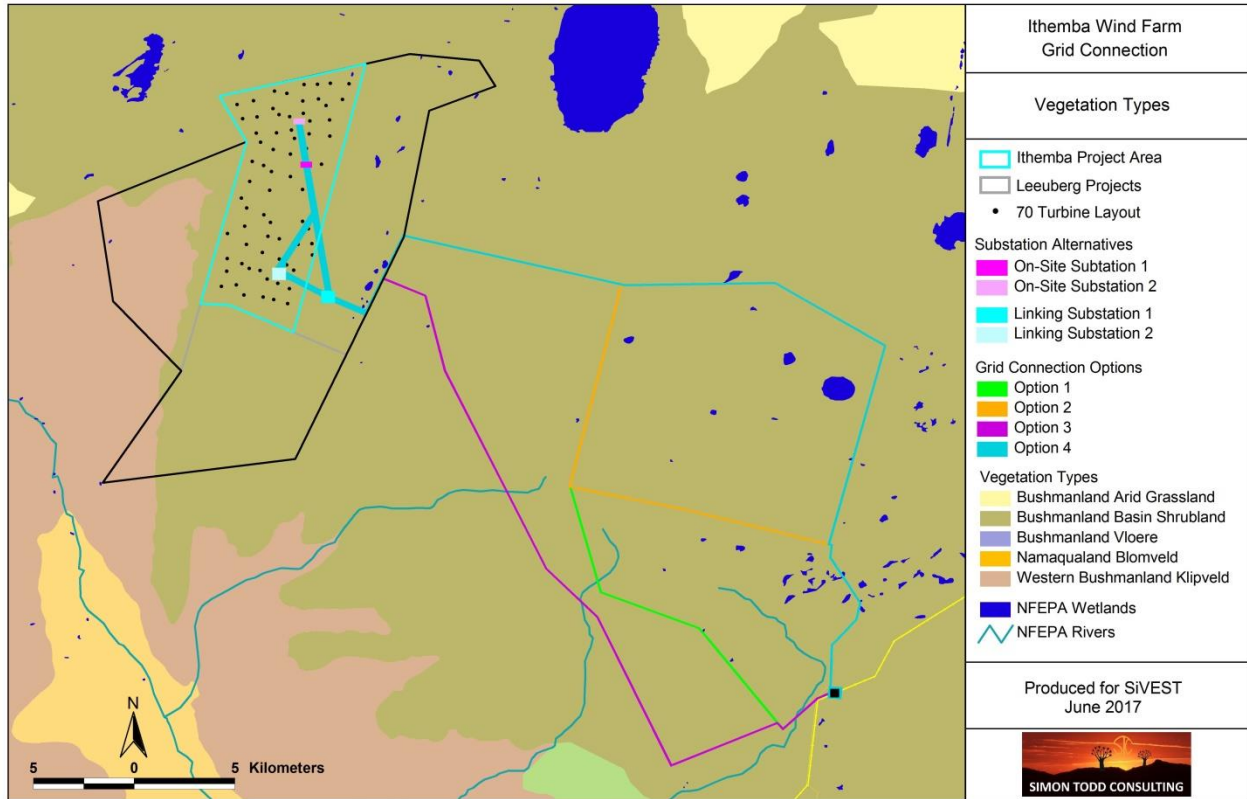 Ithemba Wind Farm
Grid Connection
Vegetation Types
Ithemba Project Area
Leeuberg Projects
70 Turbine Layout
Substation Alternatives
On-Site Subtation 1
On-Site Substation 2
Linking Substation 1
Linking Substation 2
Grid Connection Options
Option 1
Option 2
Option 3
Option 4
Vegetation Types
Bushmanland Arid Grassland
Bushmanland Basin Shrubland
Bushmanland Vloere
Namaqualand Blomveld
Western Bushmanland Klipveld
NFEPA Wetlands
NFEPA Rivers
Produced for SiVEST
June 2017
SIMON TODD CONSULTING
N
5 0 5 Kilometers